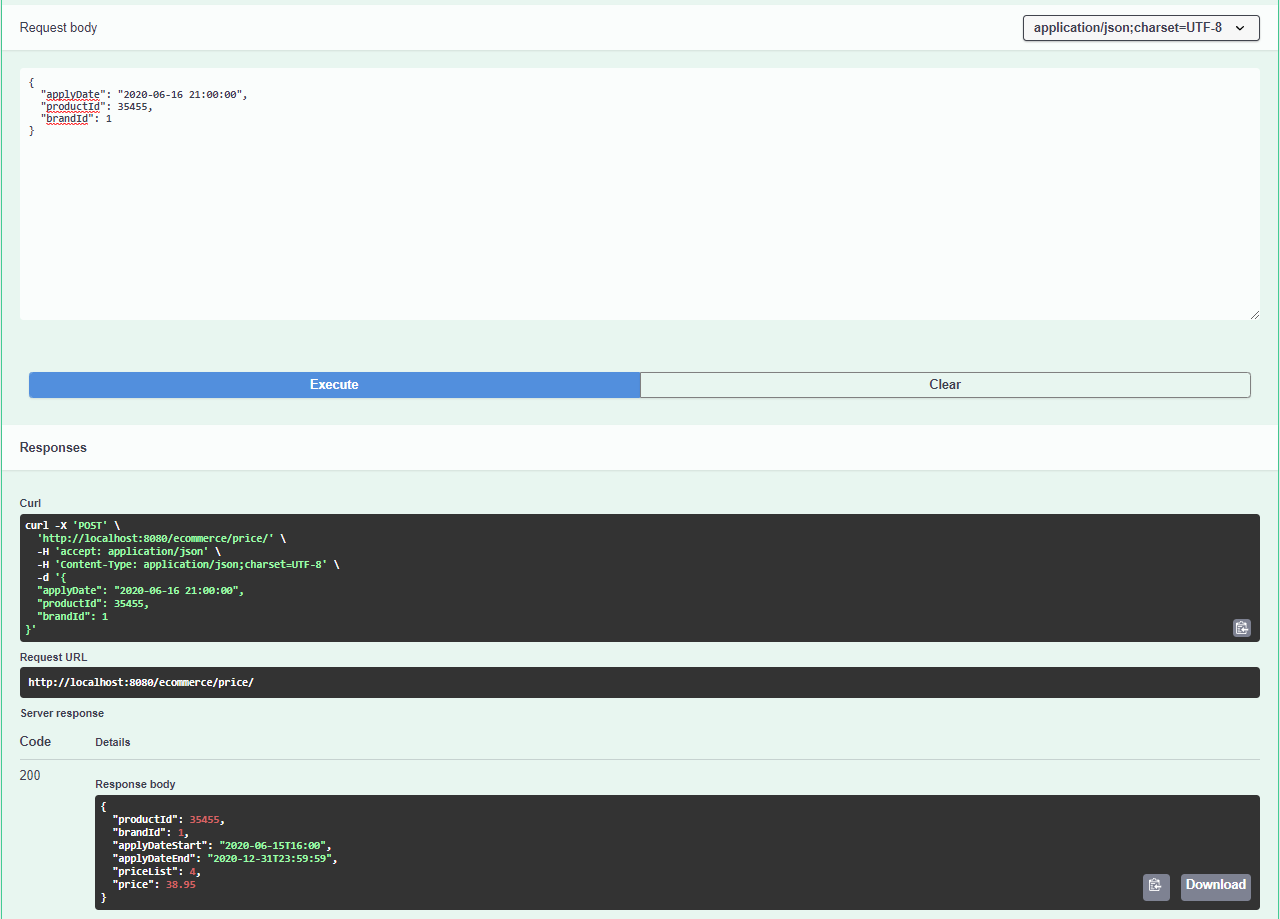 Request body
application/json;charset=UTF-8
{
  "applyDate": "2020-06-16 21:00:00",
  "productId": 35455,
  "brandId": 1
}
Execute
Clear
Responses
Curl
curl -X 'POST' \
  'http://localhost:8080/ecommerce/price/' \
  -H 'accept: application/json' \
  -H 'Content-Type: application/json;charset=UTF-8' \
  -d '{
  "applyDate": "2020-06-16 21:00:00",
  "productId": 35455,
  "brandId": 1
}'
Request URL
http://localhost:8080/ecommerce/price/
Server response
Code Details
200
Response body
{
  "productId": 35455,
  "brandId": 1,
  "applyDateStart": "2020-06-15T16:00",
  "applyDateEnd": "2020-12-31T23:59:59",
  "priceList": 4,
  "price": 38.95
}
Download